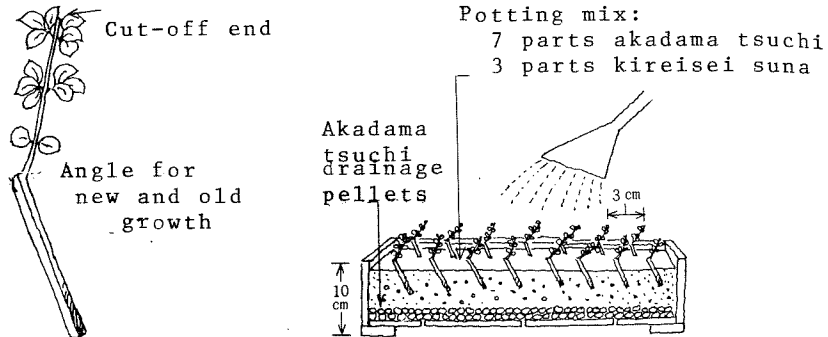 Cut-off end
Angle for
new and old
growth
Potting mix:
7 parts akadama tsuchi
3 parts kireisei suna
Akadama
tsuchi
drainage
pellets
3 cm
10
cm